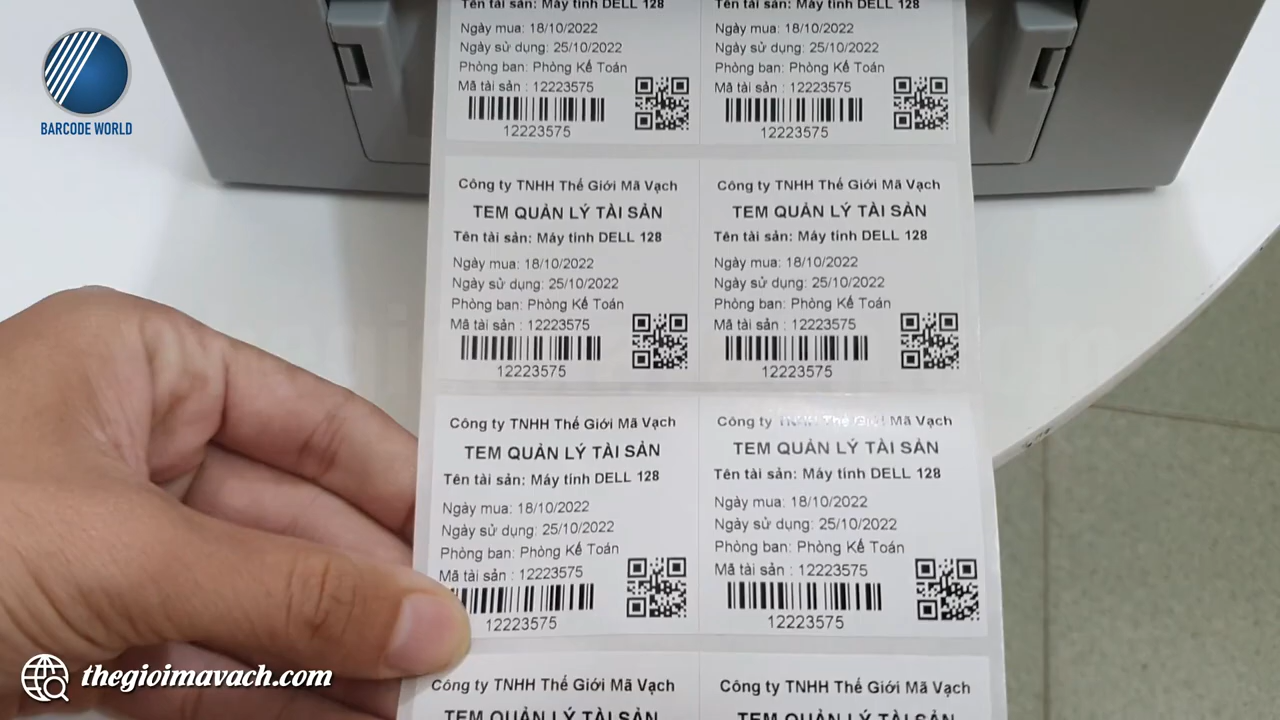 BARCODE WORLD
Tên tài sản: Máy tính DELL 128
Ngày mua: 18/10/2022
Ngày sử dụng: 25/10/2022
Phòng ban: Phòng Kế Toán
Mã tài sản : 12223575
12223575
Tên tài sản: Máy tính DELL 128
Ngày mua: 18/10/2022
Ngày sử dụng: 25/10/2022
Phòng ban: Phòng Kế Toán
Mã tài sản : 12223575
12223575
Công ty TNHH Thế Giới Mã Vạch
TEM QUẢN LÝ TÀI SẢN
Tên tài sản: Máy tính DELL 128
Ngày mua: 18/10/2022
Ngày sử dụng: 25/10/2022
Phòng ban: Phòng Kế Toán
Mã tài sản : 12223575
12223575
Công ty TNHH Thế Giới Mã Vạch
TEM QUẢN LÝ TÀI SẢN
Tên tài sản: Máy tính DELL 128
Ngày mua: 18/10/2022
Ngày sử dụng: 25/10/2022
Phòng ban: Phòng Kế Toán
Mã tài sản : 12223575
12223575
Công ty TNHH Thế Giới Mã Vạch
TEM QUẢN LÝ TÀI SẢN
Tên tài sản: Máy tính DELL 128
Ngày mua: 18/10/2022
Ngày sử dụng: 25/10/2022
Phòng ban: Phòng Kế Toán
Mã tài sản : 12223575
12223575
Công ty TNHH Thế Giới Mã Vạch
TEM QUẢN LÝ TÀI SẢN
Tên tài sản: Máy tính DELL 128
Ngày mua: 18/10/2022
Ngày sử dụng: 25/10/2022
Phòng ban: Phòng Kế Toán
Mã tài sản : 12223575
12223575
Công ty TNHH Thế Giới Mã Vạch
TEM QUẢN LÝ TÀI SẢN
Công ty TNHH Thế Giới Mã Vạch
TEM QUẢN LÝ TÀI SẢN
thegioimavach.com